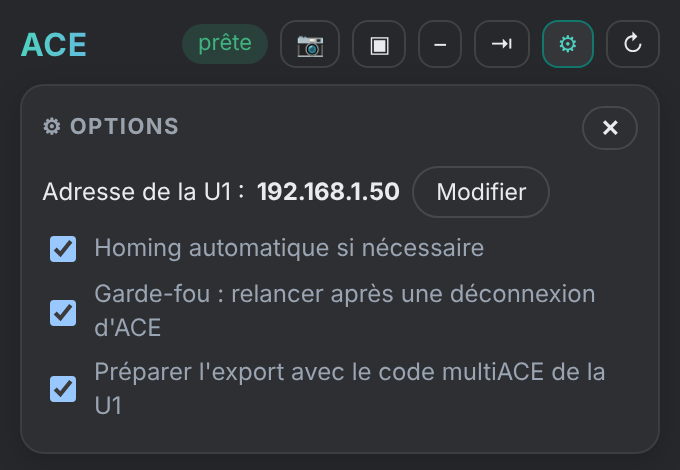 ACE prête
OPTIONS
Adresse de la U1 : 192.168.1.50 Modifier
Homing automatique si nécessaire
Garde-fou : relancer après une déconnexion
d'ACE
Préparer l'export avec le code multiACE de la
U1